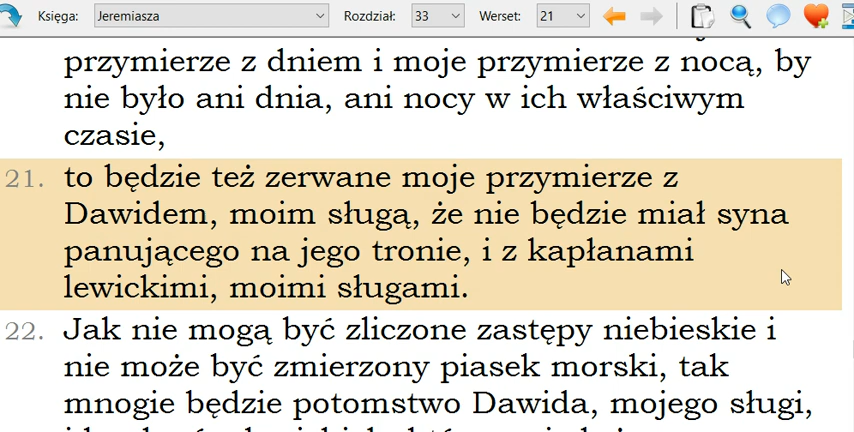 Księga: Jeremiasza Rozdział: 33 Werset: 21
przymierze z dniem i moje przymierze z nocą, by
nie było ani dnia, ani nocy w ich właściwym
czasie,
21. to będzie też zerwane moje przymierze z
Dawidem, moim sługą, że nie będzie miał syna
panującego na jego tronie, i z kapłanami
lewickimi, moimi sługami.
22. Jak nie mogą być zliczone zastępy niebieskie i
nie może być zmierzony piasek morski, tak
mnogie będzie potomstwo Dawida, mojego sługi,